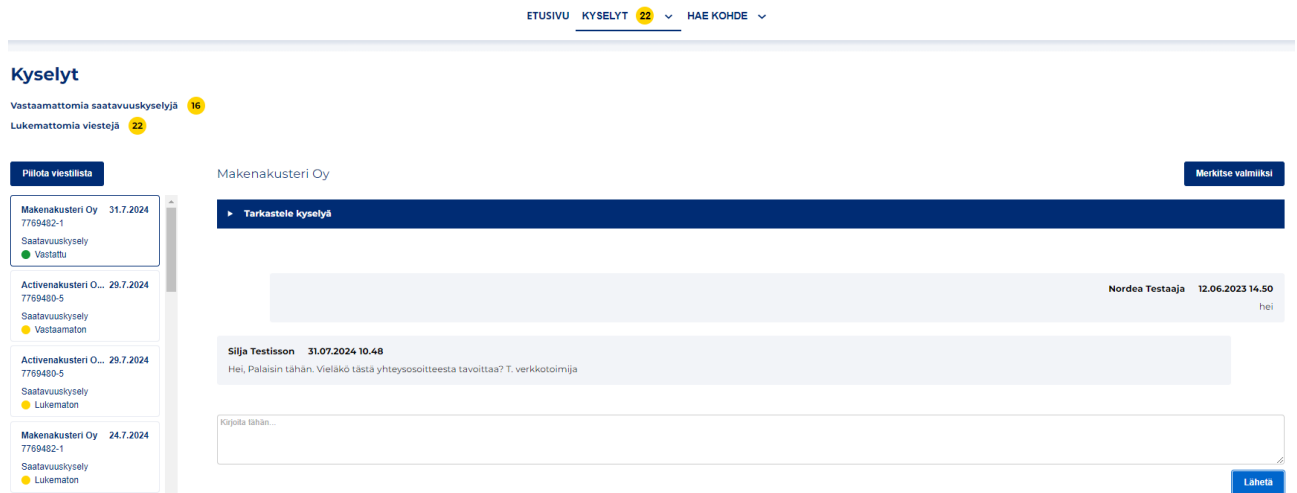 ETUSIVU KYSELYT 22 HAE KOHDE
Kyselyt
Vastaamattomia saatavuuskyselyjä 16
Lukemattomia viestejä 22
Piilota viestilista
Makenakusteri Oy 31.7.2024
7769482-1
Saatavuuskysely
Vastattu
Activenakusteri O... 29.7.2024
7769480-5
Saatavuuskysely
Vastaamaton
Activenakusteri O... 29.7.2024
7769480-5
Saatavuuskysely
Lukematon
Makenakusteri Oy 24.7.2024
7769482-1
Saatavuuskysely
Lukematon
Makenakusteri Oy
Merkitse valmiiksi
Tarkastele kyselyä
Nordea Testaaja 12.06.2023 14.50
hei
Silja Testisson 31.07.2024 10.48
Hei, Palaisin tähän. Vieläkö tästä yhteysosoitteesta tavoittaa? T. verkkotoimija
Kirjoita tähän...
Lähetä